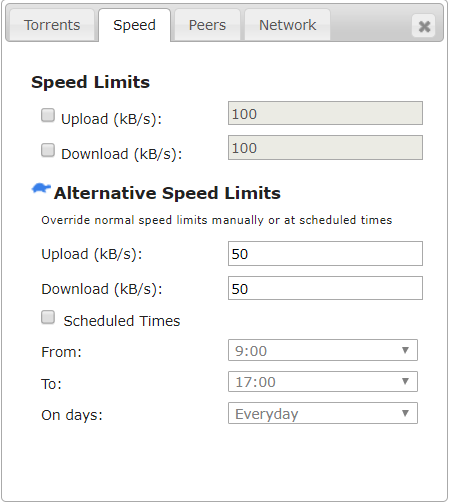 Torrents Speed Peers Network
Speed Limits
Upload (kB/s): 100
Download (kB/s): 100
Alternative Speed Limits
Override normal speed limits manually or at scheduled times
Upload (kB/s): 50
Download (kB/s): 50
Scheduled Times
From: 9:00
To: 17:00
On days: Everyday